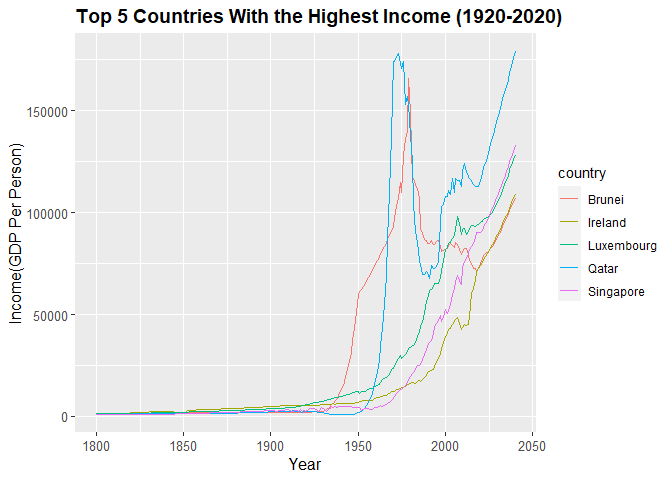 Top 5 Countries With the Highest Income (1920-2020)
Income(GDP Per Person)
150000
100000
50000
0
1800
1850
1900
1950
2000
2050
Year
country
Brunei
Ireland
Luxembourg
Qatar
Singapore